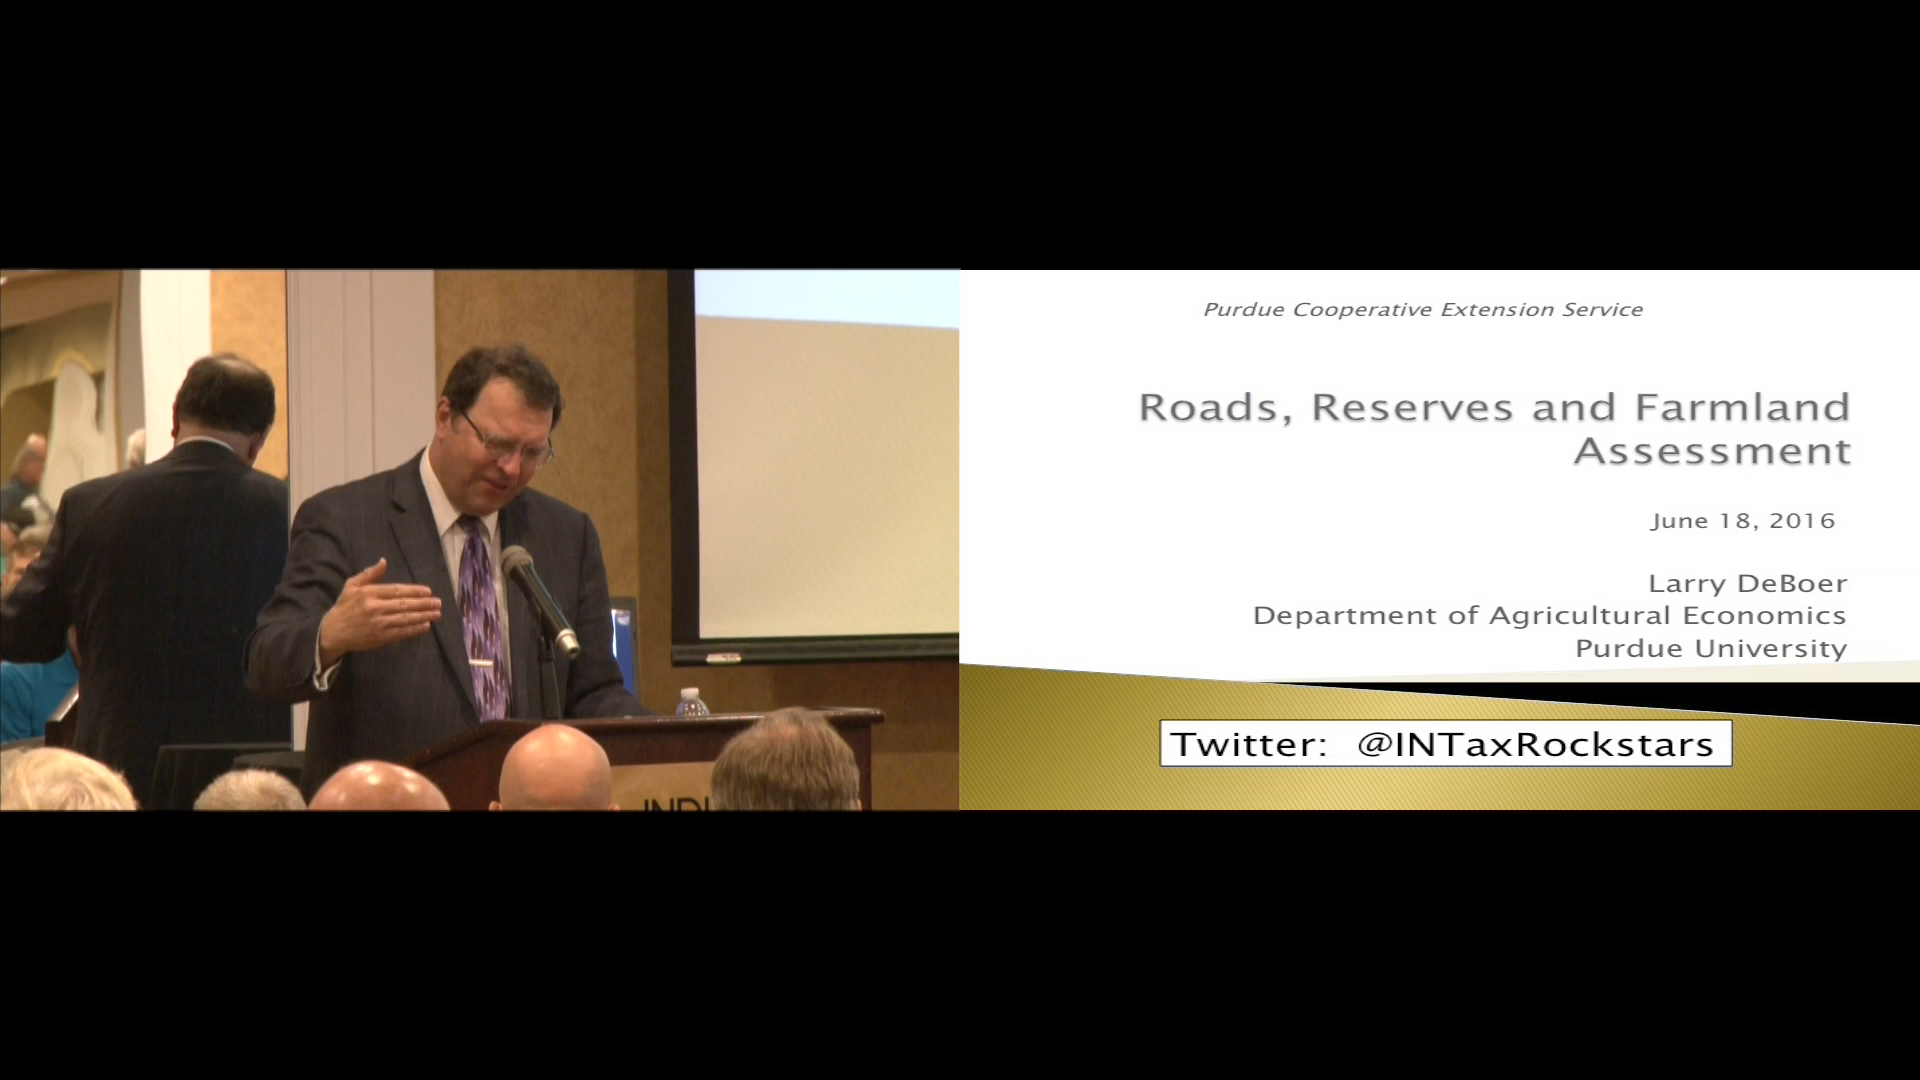 Purdue Cooperative Extension Service
Roads, Reserves and Farmland
Assessment
June 18, 2016
Larry DeBoer
Department of Agricultural Economics
Purdue University
Twitter: @INTaxRockstars